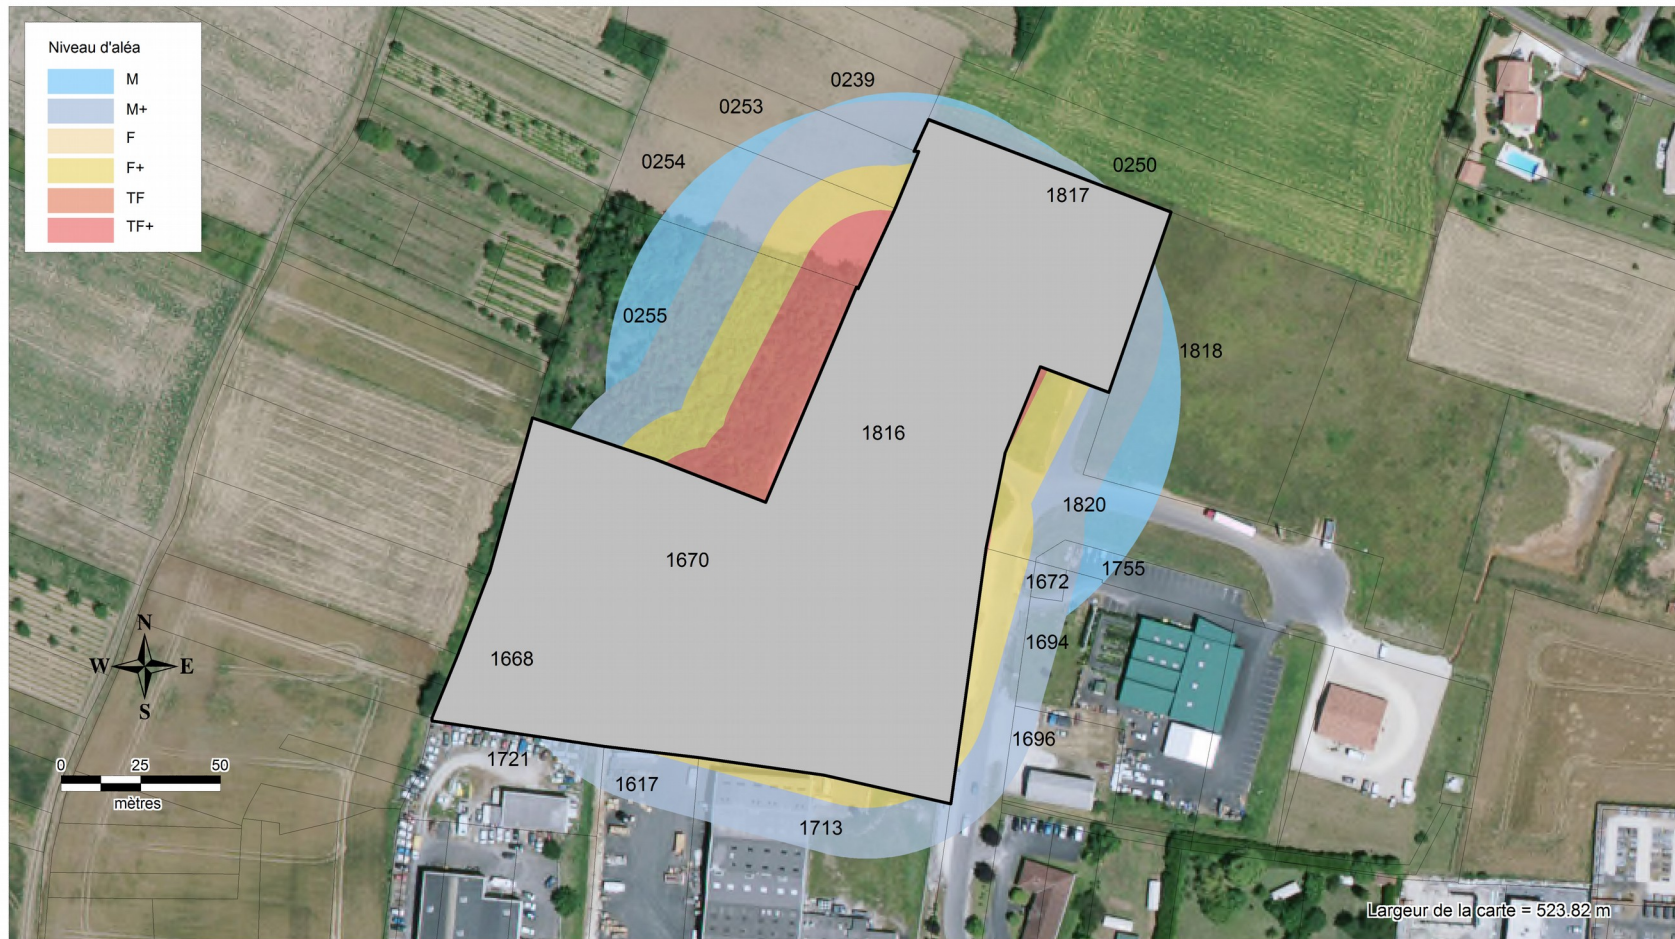 Niveau d'aléa
M
M+
F
F+
TF
TF+
0239
0253
0254
0250
1817
0255
1818
1816
1820
1670
1755
1672
1694
1668
1696
1721
1617
1713
N
W E
S
0 25 50
mètres
Largeur de la carte = 523.82 m